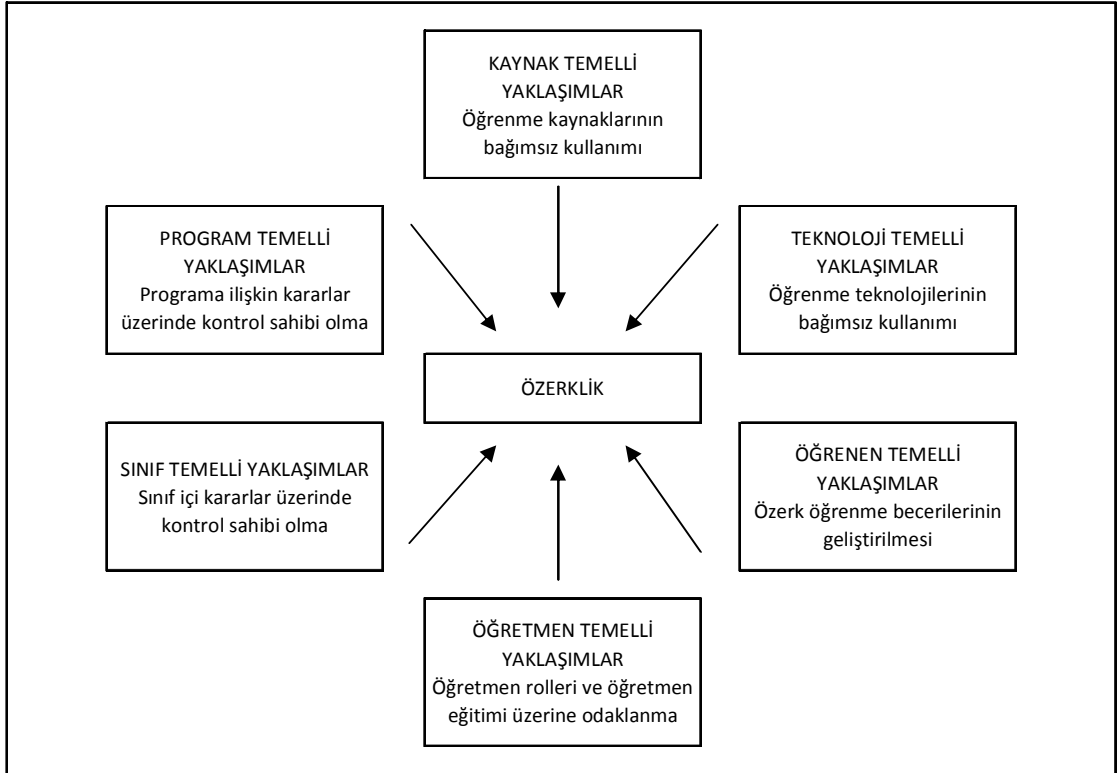 KAYNAK TEMELLİ
YAKLAŞIMLAR
Öğrenme kaynaklarının
bağımsız kullanımı
PROGRAM TEMELLİ
YAKLAŞIMLAR
Programa ilişkin kararlar
üzerinde kontrol sahibi olma
TEKNOLOJİ TEMELLİ
YAKLAŞIMLAR
Öğrenme teknolojilerinin
bağımsız kullanımı
ÖZERKLİK
SINIF TEMELLİ YAKLAŞIMLAR
Sınıf içi kararlar üzerinde
kontrol sahibi olma
ÖĞRENEN TEMELLİ
YAKLAŞIMLAR
Özerk öğrenme becerilerinin
geliştirilmesi
ÖĞRETMEN TEMELLİ
YAKLAŞIMLAR
Öğretmen rolleri ve öğretmen
eğitimi üzerine odaklanma